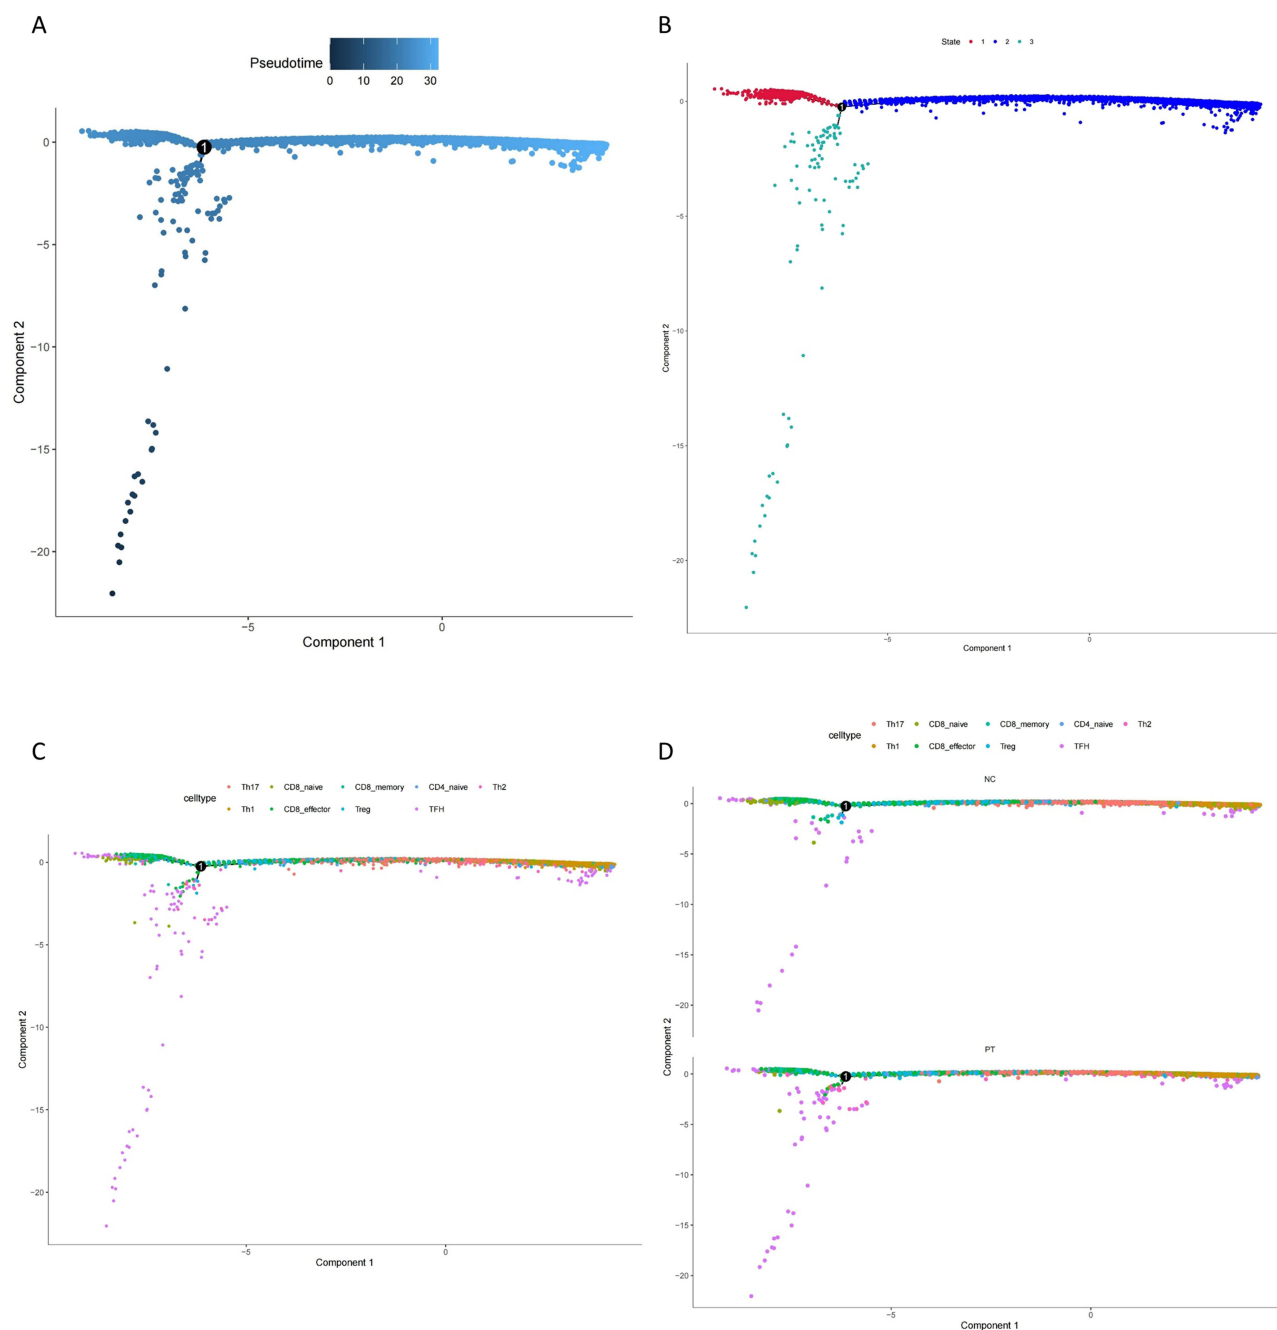 A
Pseudotime
0 10 20 30
0
−5
−10
−15
−20
Component 2
−5 0
Component 1
1
B
State 1 2 3
0
−5
−10
−15
−20
Component 2
−5 0
Component 1
1
C
celltype
Th17 CD8_naive CD8_memory CD4_naive Th2
Th1 CD8_effector Treg TFH
0
−5
−10
−15
−20
Component 2
−5 0
Component 1
1
D
celltype
Th17 CD8_naive CD8_memory CD4_naive Th2
Th1 CD8_effector Treg TFH
NC
0
−5
−10
−15
−20
1
Component 2
PT
0
−5
−10
−15
−20
1
−5 0
Component 1